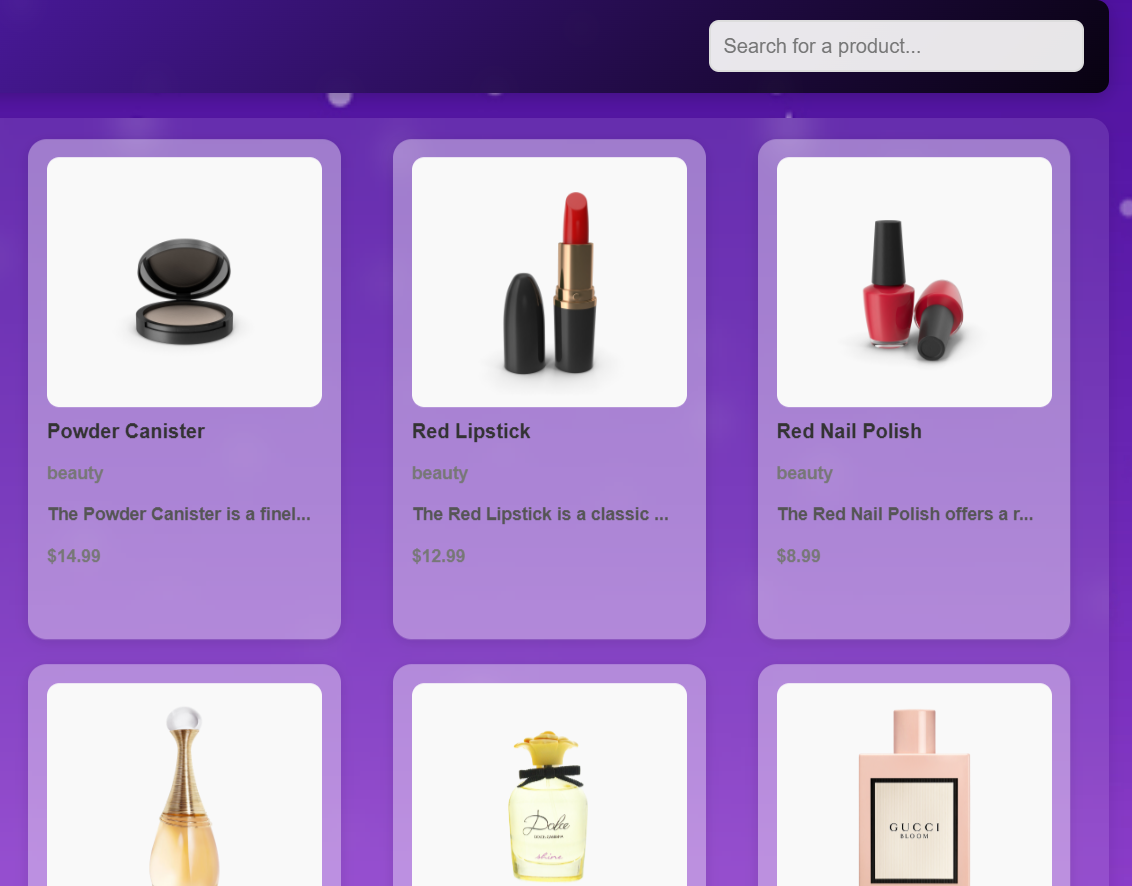 Search for a product...
Powder Canister
beauty
The Powder Canister is a finel...
$14.99
Red Lipstick
beauty
The Red Lipstick is a classic ...
$12.99
Red Nail Polish
beauty
The Red Nail Polish offers a r...
$8.99
Dolce
DOLCE&GABBANA
shine
GUCCI
BLOOM